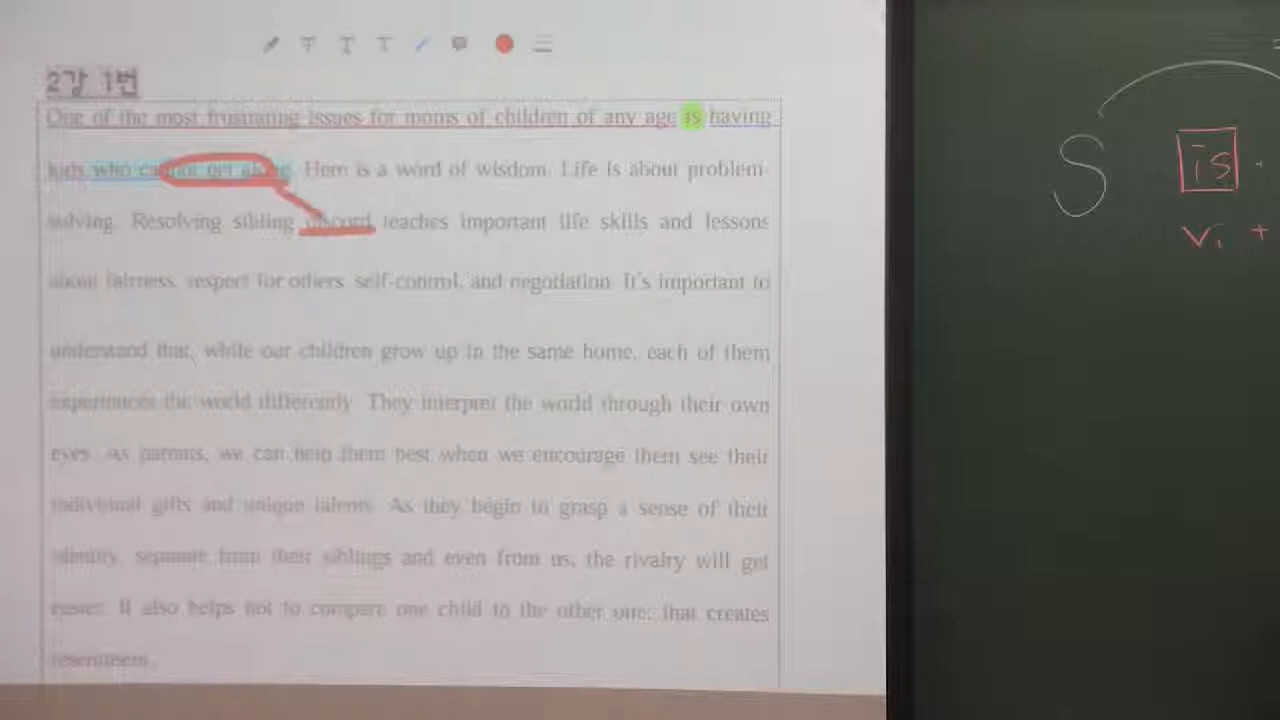 2강 1번
One of the most frustrating issues for moms of children of any age is having
kids who cannot get along. Here is a word of wisdom. Life is about problem-
solving. Resolving sibling discord teaches important life skills and lessons
about fairness, respect for others, self-control, and negotiation. It's important to
understand that, while our children grow up in the same home, each of them
experiences the world differently. They interpret the world through their own
eyes. As parents, we can help them best when we encourage them see their
individual gifts and unique talents. As they begin to grasp a sense of their
identity, separate from their siblings and even from us, the rivalry will get
easier. It also helps not to compare one child to the other one; that creates
resentment.
S is
Vi +